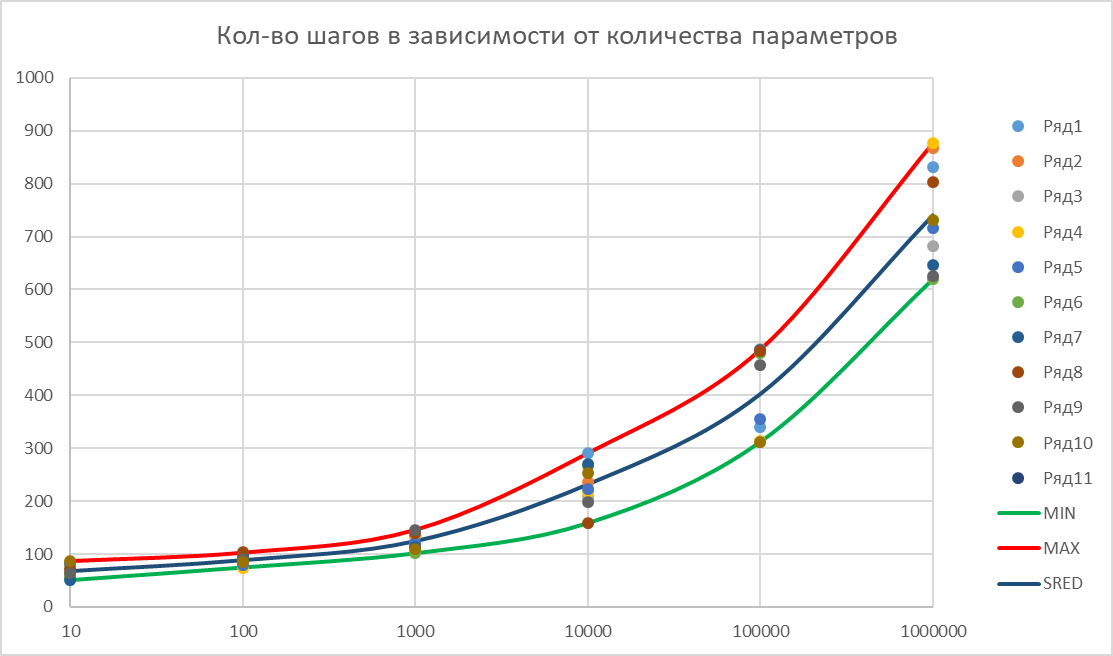 Кол-во шагов в зависимости от количества параметров
1000
900
800
700
600
500
400
300
200
100
0
10
100
1000
10000
100000
1000000
Ряд1
Ряд2
Ряд3
Ряд4
Ряд5
Ряд6
Ряд7
Ряд8
Ряд9
Ряд10
Ряд11
MIN
MAX
SRED